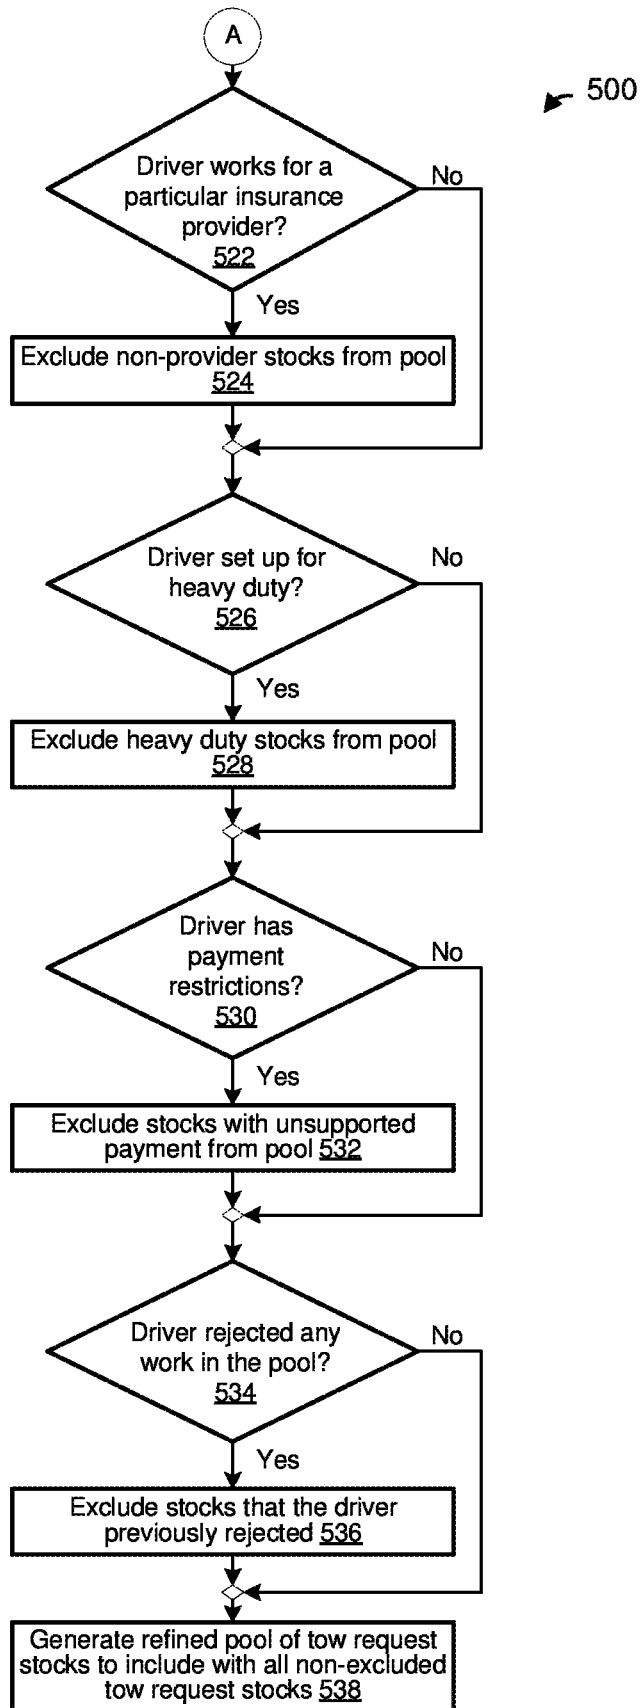 A
500
Driver works for a
particular insurance
provider?
522
No
Yes
Exclude non-provider stocks from pool
524
Driver set up for
heavy duty?
526
No
Yes
Exclude heavy duty stocks from pool
528
Driver has
payment
restrictions?
530
No
Yes
Exclude stocks with unsupported
payment from pool 532
Driver rejected any
work in the pool?
534
No
Yes
Exclude stocks that the driver
previously rejected 536
Generate refined pool of tow request
stocks to include with all non-excluded
tow request stocks 538